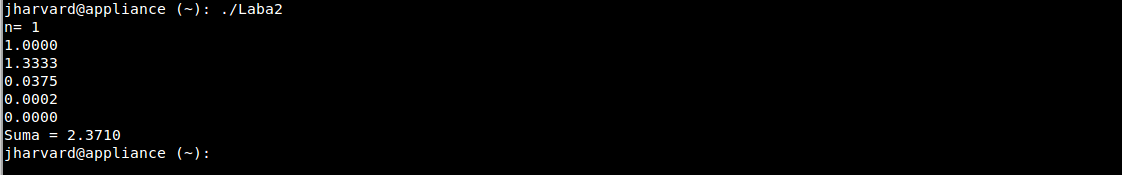 jharvard@appliance (~): ./Laba2
n= 1
1.0000
1.3333
0.0375
0.0002
0.0000
Suma = 2.3710
jharvard@appliance (~):